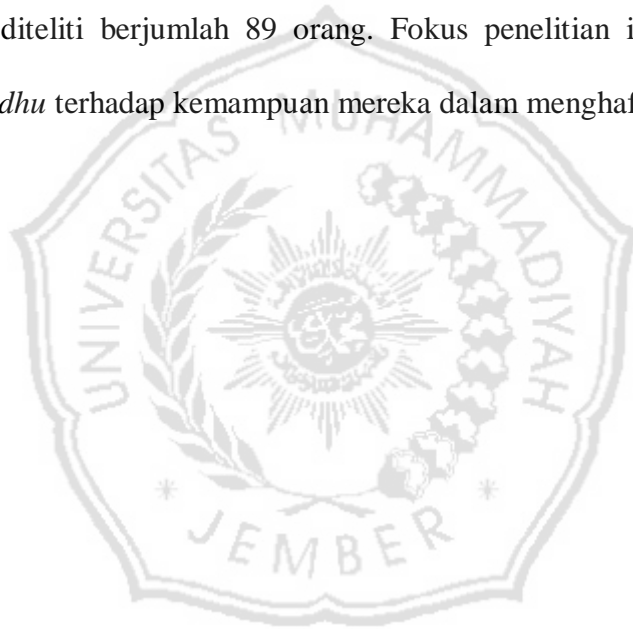 diteliti berjumlah 89 orang. Fokus penelitian i
dhu terhadap kemampuan mereka dalam menghaf
UNIVERSITAS MUHAMMADIYAH
JEMBER